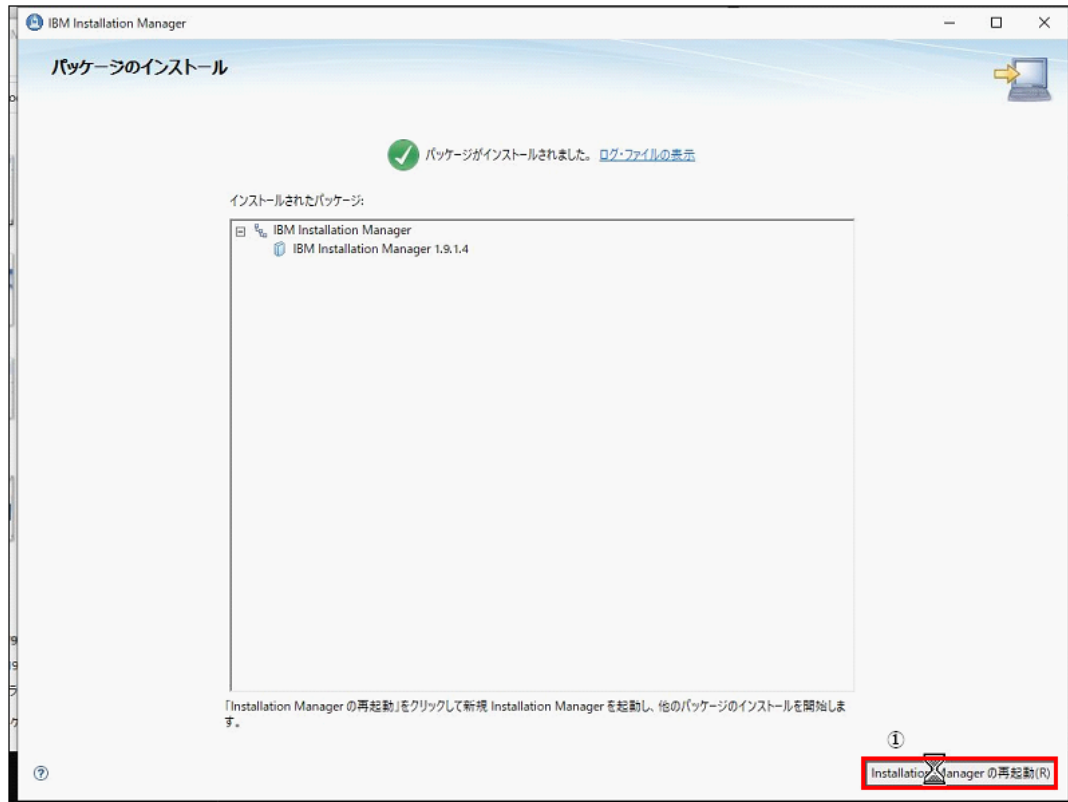 IBM Installation Manager
パッケージのインストール
パッケージがインストールされました。 ログ・ファイルの表示
インストールされたパッケージ:
IBM Installation Manager
IBM Installation Manager 1.9.1.4
「Installation Manager の再起動」をクリックして新規 Installation Manager を起動し、他のパッケージのインストールを開始しま
す。
①
Installation Manager の再起動(R)